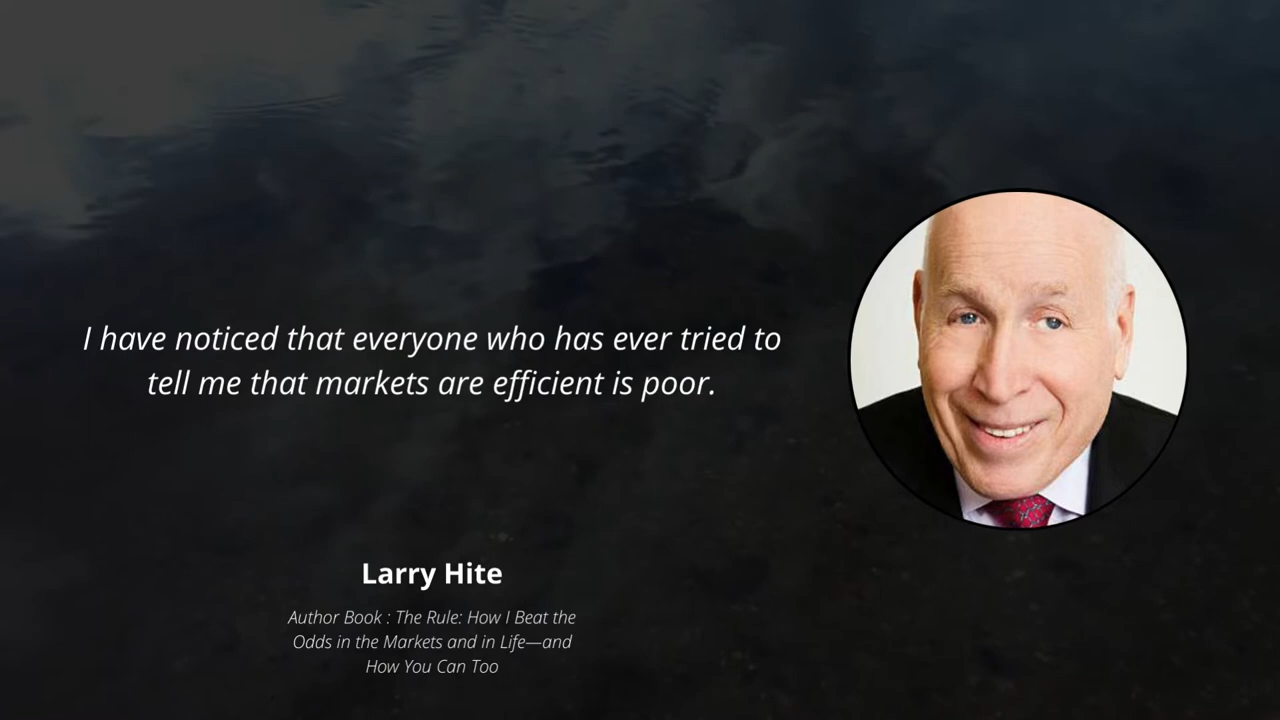 I have noticed that everyone who has ever tried to
tell me that markets are efficient is poor.
Larry Hite
Author Book : The Rule: How I Beat the
Odds in the Markets and in Life—and
How You Can Too